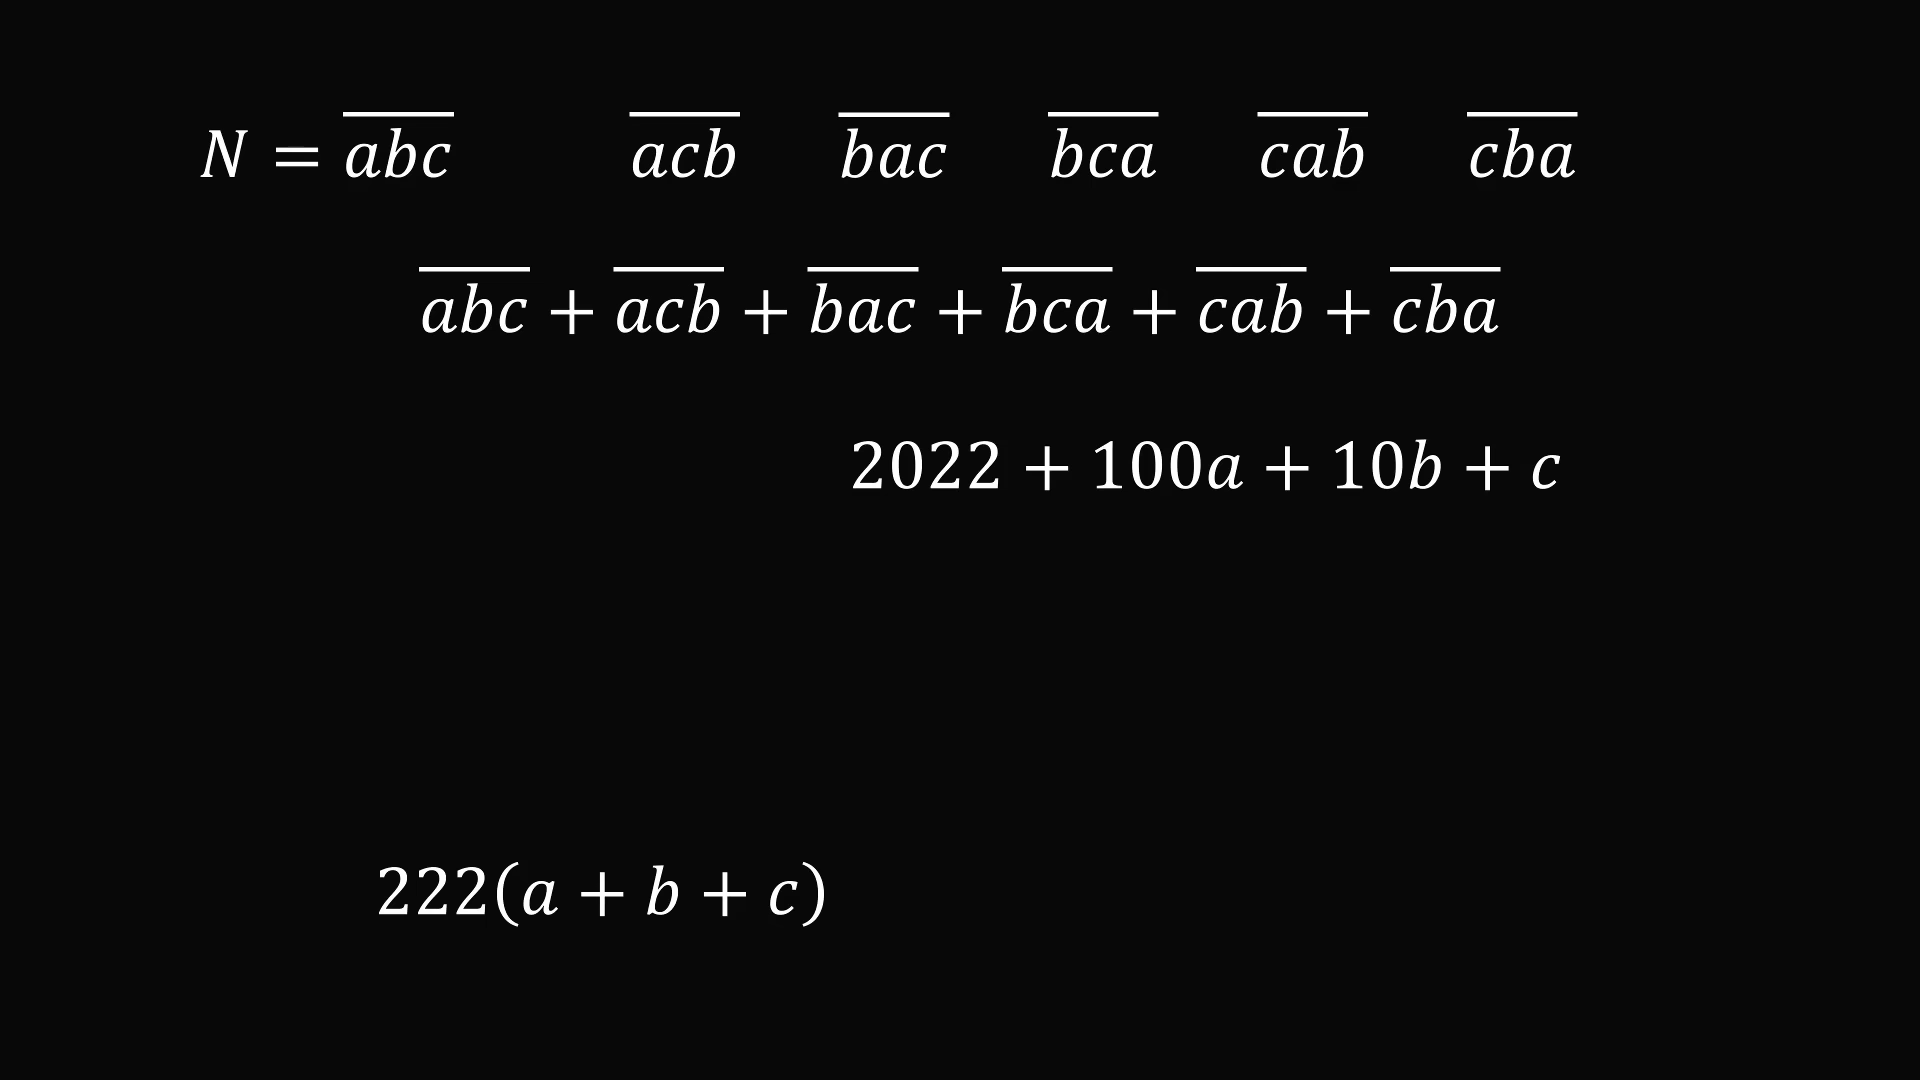 N = \overline{abc} \overline{acb} \overline{bac} \overline{bca} \overline{cab} \overline{cba}
\overline{abc} + \overline{acb} + \overline{bac} + \overline{bca} + \overline{cab} + \overline{cba}
2022 + 100a + 10b + c
222(a + b + c)